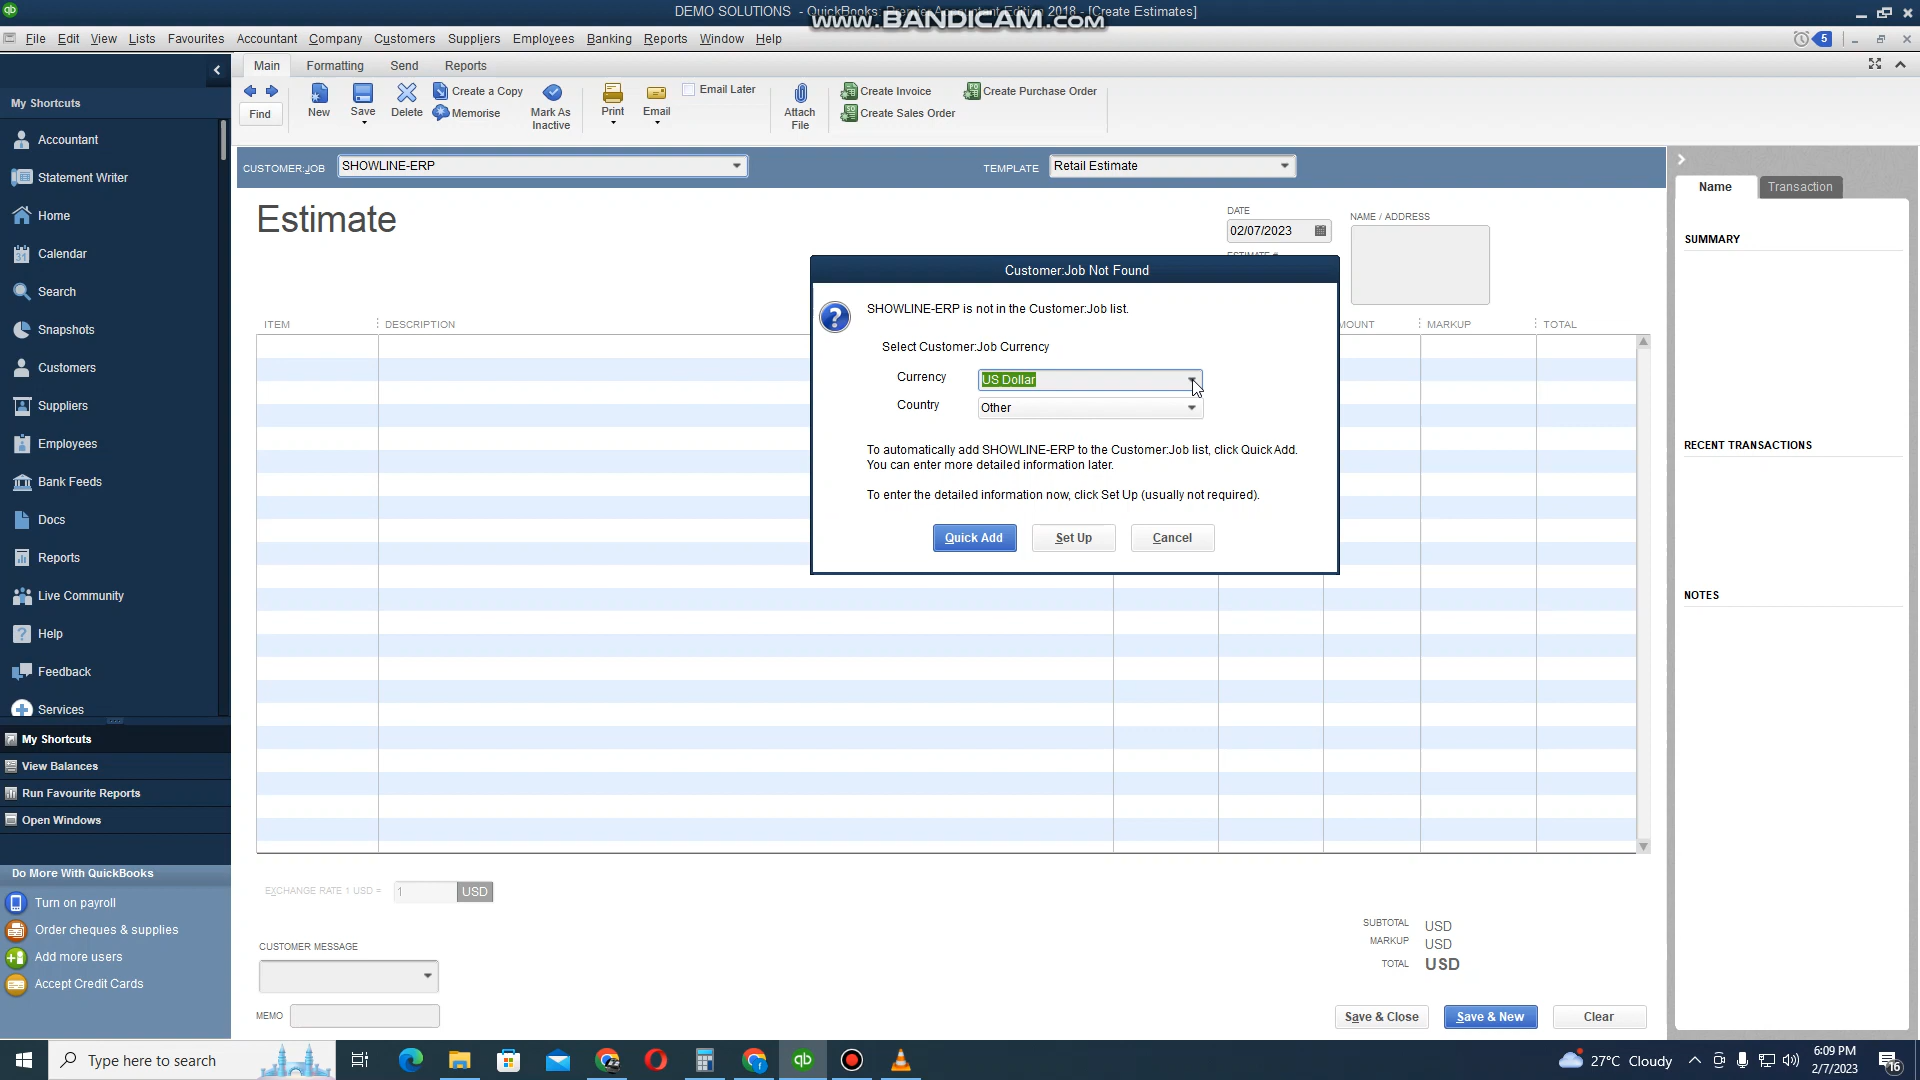 DEMO SOLUTIONS - QuickBooks: Premier Accountant Edition 2018 - [Create Estimates]
www.BANDICAM.com
File Edit View Lists Favourites Accountant Company Customers Suppliers Employees Banking Reports Window Help
5
Main Formatting Send Reports
Find
New
Save
Delete
Create a Copy
Memorise
Mark As
Inactive
Print
Email
Email Later
Attach
File
Create Invoice
Create Sales Order
Create Purchase Order
My Shortcuts
Accountant
Statement Writer
Home
Calendar
Search
Snapshots
Customers
Suppliers
Employees
Bank Feeds
Docs
Reports
Live Community
Help
Feedback
Services
My Shortcuts
View Balances
Run Favourite Reports
Open Windows
Do More With QuickBooks
Turn on payroll
Order cheques & supplies
Add more users
Accept Credit Cards
CUSTOMER:JOB SHOWLINE-ERP
TEMPLATE Retail Estimate
Estimate
DATE
02/07/2023
NAME / ADDRESS
ITEM DESCRIPTION MARKUP TOTAL
Customer:Job Not Found
SHOWLINE-ERP is not in the Customer:Job list.
Select Customer:Job Currency
Currency US Dollar
Country Other
To automatically add SHOWLINE-ERP to the Customer:Job list, click Quick Add.
You can enter more detailed information later.
To enter the detailed information now, click Set Up (usually not required).
Quick Add Set Up Cancel
EXCHANGE RATE 1 USD = 1 USD
SUBTOTAL USD
MARKUP USD
TOTAL USD
CUSTOMER MESSAGE
MEMO
Save & Close Save & New Clear
Name Transaction
SUMMARY
RECENT TRANSACTIONS
NOTES
Type here to search
27°C Cloudy
6:09 PM
2/7/2023
16